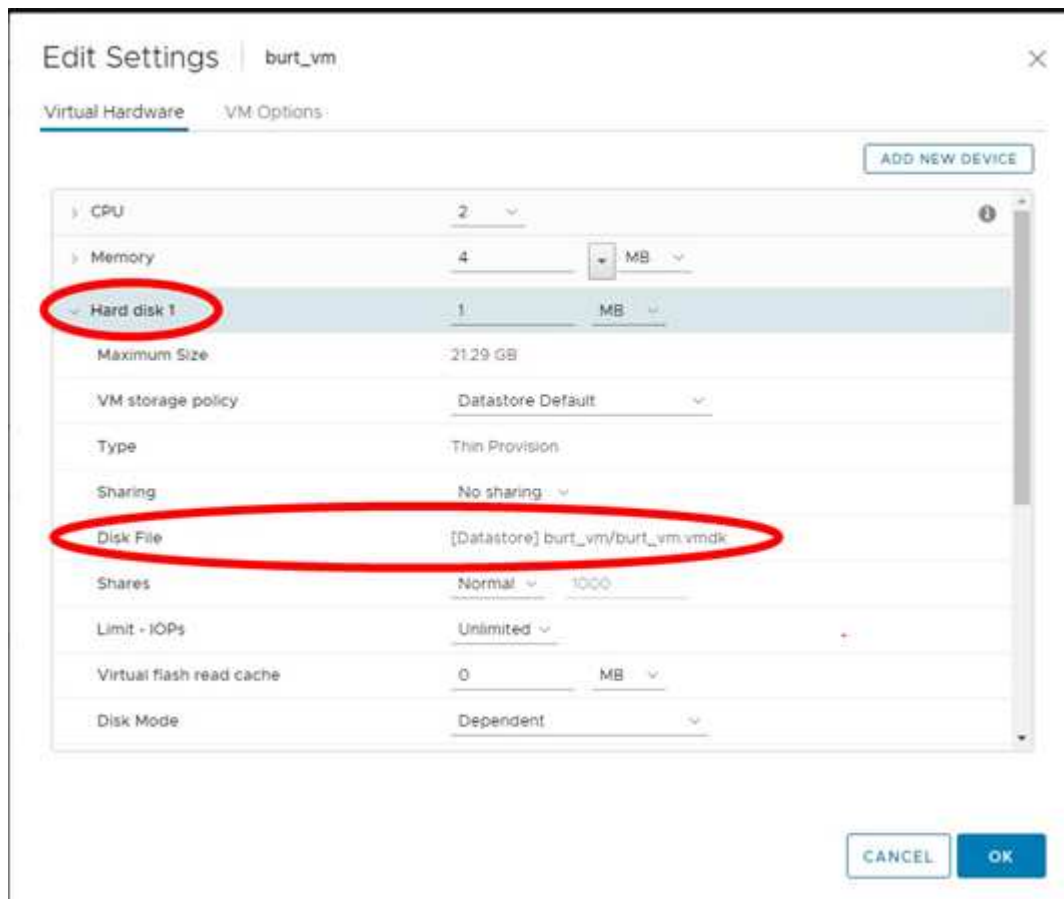 Edit Settings burt_vm
Virtual Hardware VM Options
ADD NEW DEVICE
CPU 2
Memory 4 MB
Hard disk 1 1 MB
Maximum Size 21.29 GB
VM storage policy Datastore Default
Type Thin Provision
Sharing No sharing
Disk File [Datastore] burt_vm/burt_vm.vmdk
Shares Normal 1000
Limit - IOPs Unlimited
Virtual flash read cache 0 MB
Disk Mode Dependent
CANCEL OK